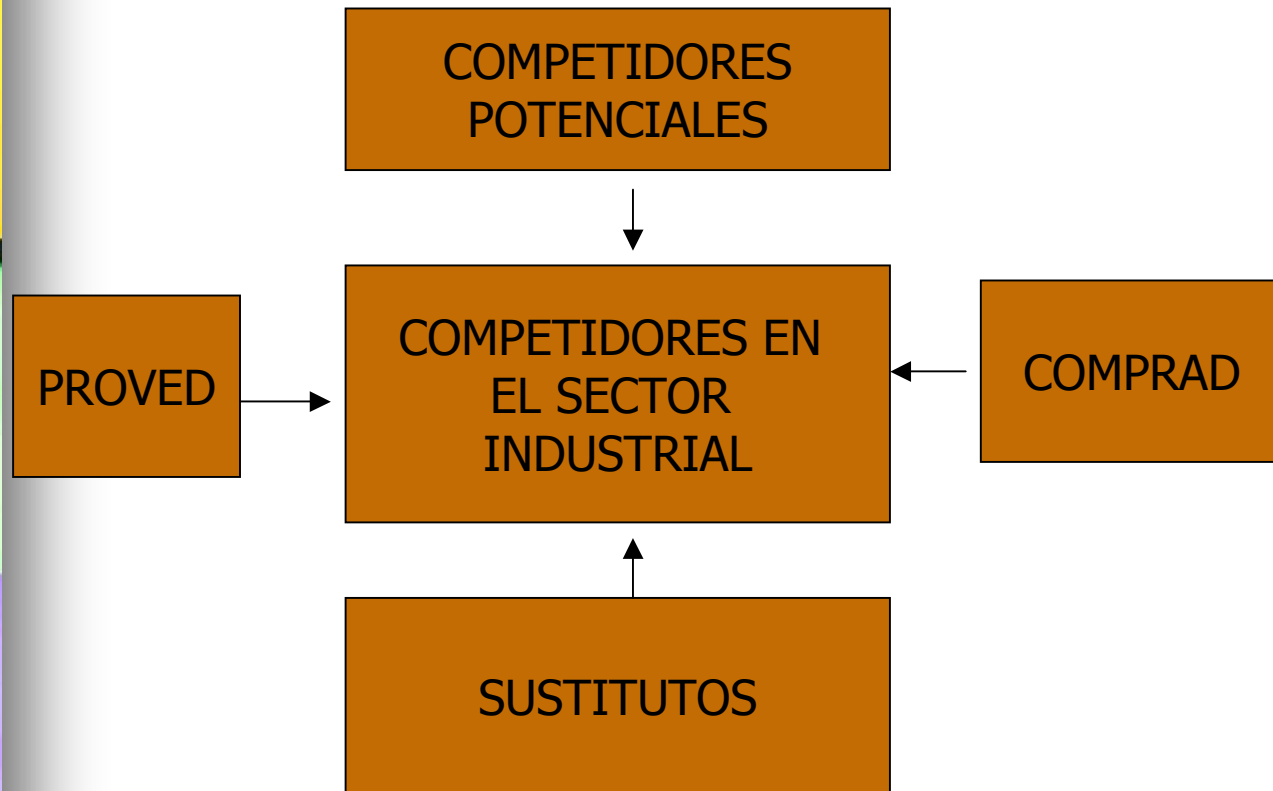 COMPETIDORES
POTENCIALES
PROVED
COMPETIDORES EN
EL SECTOR
INDUSTRIAL
COMPRAD
SUSTITUTOS